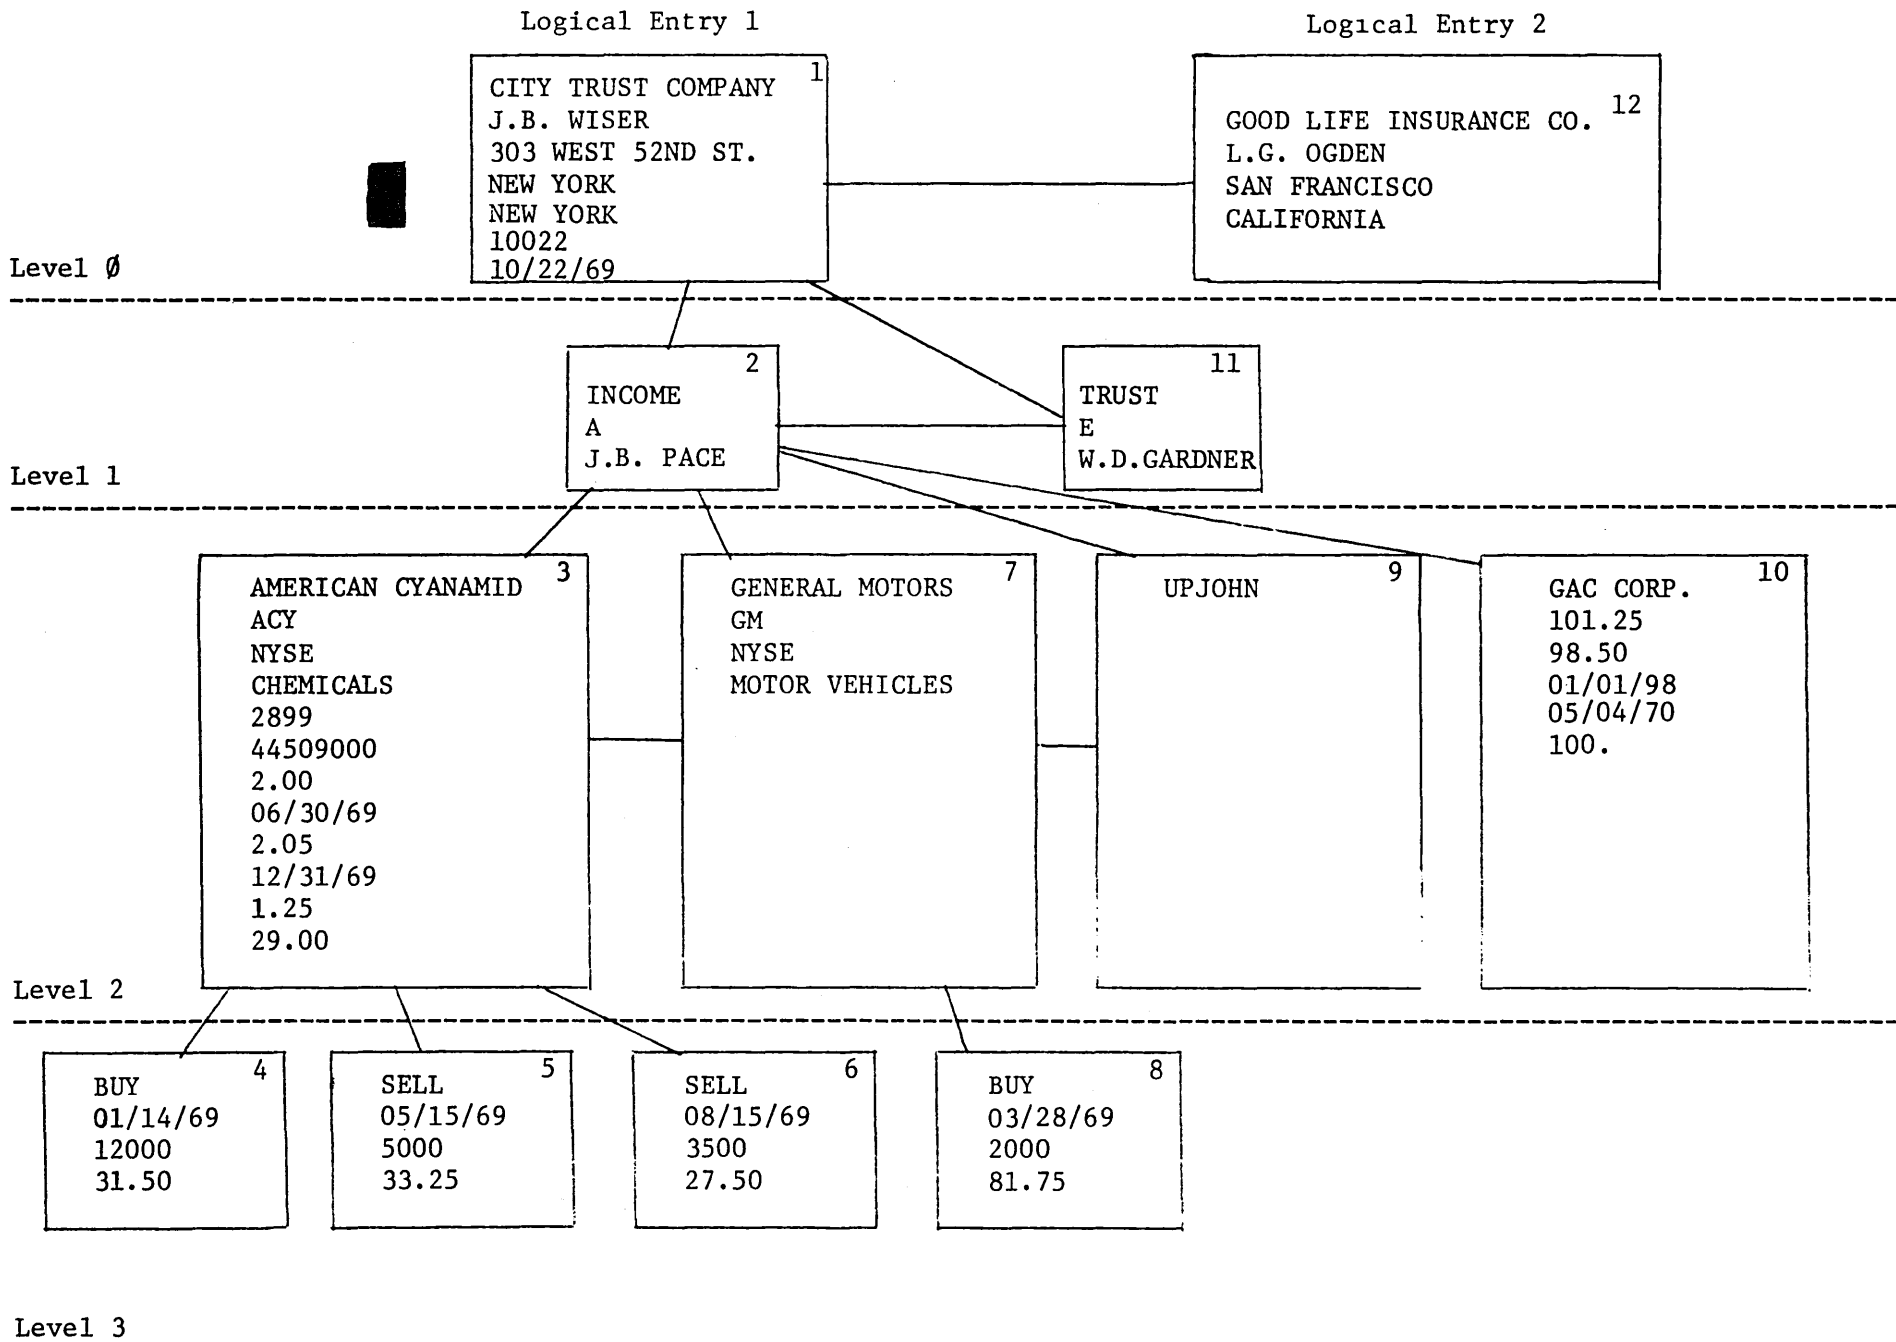 Logical Entry 1
Logical Entry 2
1
CITY TRUST COMPANY
J.B. WISER
303 WEST 52ND ST.
NEW YORK
NEW YORK
10022
10/22/69
12
GOOD LIFE INSURANCE CO.
L.G. OGDEN
SAN FRANCISCO
CALIFORNIA
Level Ø
2
INCOME
A
J.B. PACE
11
TRUST
E
W.D.GARDNER
Level 1
3
AMERICAN CYANAMID
ACY
NYSE
CHEMICALS
2899
44509000
2.00
06/30/69
2.05
12/31/69
1.25
29.00
7
GENERAL MOTORS
GM
NYSE
MOTOR VEHICLES
9
UPJOHN
10
GAC CORP.
101.25
98.50
01/01/98
05/04/70
100.
Level 2
4
BUY
01/14/69
12000
31.50
5
SELL
05/15/69
5000
33.25
6
SELL
08/15/69
3500
27.50
8
BUY
03/28/69
2000
81.75
Level 3